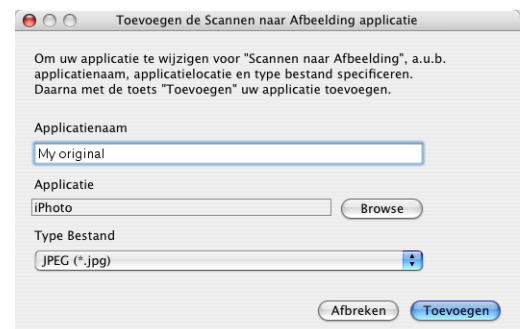 Toevoegen de Scannen naar Afbeelding applicatie
Om uw applicatie te wijzigen voor "Scannen naar Afbeelding", a.u.b.
applicatienaam, applicatielocatie en type bestand specificeren.
Daarna met de toets "Toevoegen" uw applicatie toevoegen.
Applicatienaam
My original
Applicatie
iPhoto Browse
Type Bestand
JPEG (*.jpg)
Afbreken Toevoegen